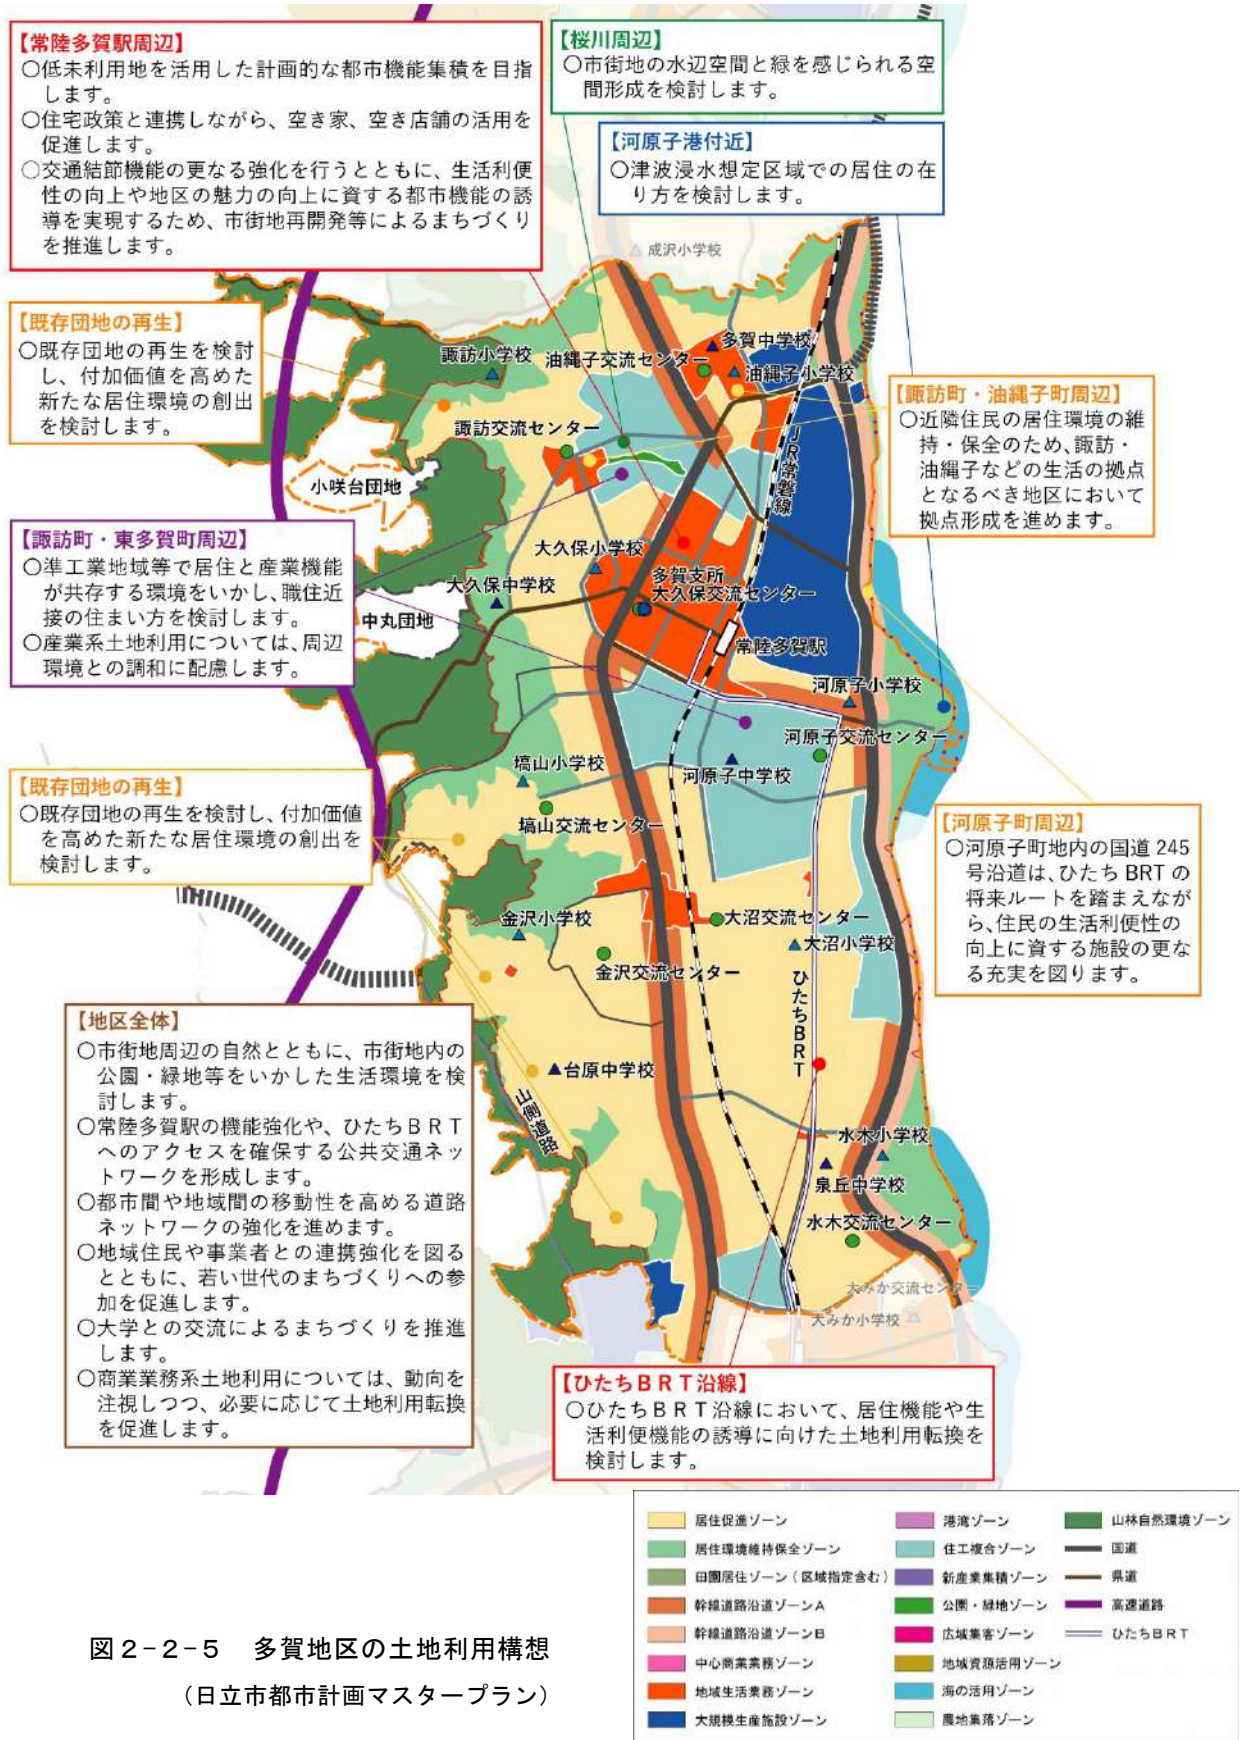 【常陸多賀駅周辺】
○低未利用地を活用した計画的な都市機能集積を目指
します。
○住宅政策と連携しながら、空き家、空き店舗の活用を
促進します。
○交通結節機能の更なる強化を行うとともに、生活利便
性の向上や地区の魅力の向上に資する都市機能の誘
導を実現するため、市街地再開発等によるまちづくり
を推進します。
【桜川周辺】
○市街地の水辺空間と緑を感じられる空
間形成を検討します。
【河原子港付近】
○津波浸水想定区域での居住の在
り方を検討します。
成沢小学校
【既存団地の再生】
○既存団地の再生を検討
し、付加価値を高めた
新たな居住環境の創出
を検討します。
諏訪小学校
油縄子交流センター
多賀中学校
油縄子小学校
諏訪交流センター
JR常磐線
【諏訪町・油縄子町周辺】
○近隣住民の居住環境の維
持・保全のため、諏訪・
油縄子などの生活の拠点
となるべき地区において
拠点形成を進めます。
小咲台団地
【諏訪町・東多賀町周辺】
○準工業地域等で居住と産業機能
が共存する環境をいかし、職住近
接の住まい方を検討します。
○産業系土地利用については、周辺
環境との調和に配慮します。
大久保小学校
大久保中学校
多賀支所
大久保交流センター
中丸団地
常陸多賀駅
河原子小学校
河原子交流センター
河原子中学校
塙山小学校
塙山交流センター
【既存団地の再生】
○既存団地の再生を検討し、付加価値
を高めた新たな居住環境の創出を
検討します。
【河原子町周辺】
○河原子町地内の国道 245
号沿道は、ひたち BRT の
将来ルートを踏まえなが
ら、住民の生活利便性の
向上に資する施設の更な
る充実を図ります。
金沢小学校
大沼交流センター
大沼小学校
金沢交流センター
ひたちBRT
【地区全体】
○市街地周辺の自然とともに、市街地内の
公園・緑地等をいかした生活環境を検
討します。
○常陸多賀駅の機能強化や、ひたちBRT
へのアクセスを確保する公共交通ネッ
トワークを形成します。
○都市間や地域間の移動性を高める道路
ネットワークの強化を進めます。
○地域住民や事業者との連携強化を図る
とともに、若い世代のまちづくりへの参
加を促進します。
○大学との交流によるまちづくりを推進
します。
○商業業務系土地利用については、動向を
注視しつつ、必要に応じて土地利用転換
を促進します。
台原中学校
山側道路
水木小学校
泉丘中学校
水木交流センター
大みか交流センター
大みか小学校
【ひたちBRT沿線】
○ひたちBRT沿線において、居住機能や生
活利便機能の誘導に向けた土地利用転換を
検討します。
居住促進ゾーン
居住環境維持保全ゾーン
田園居住ゾーン(区域指定含む)
幹線道路沿道ゾーンA
幹線道路沿道ゾーンB
中心商業業務ゾーン
地域生活業務ゾーン
大規模生産施設ゾーン
港湾ゾーン
住工複合ゾーン
新産業集積ゾーン
公園・緑地ゾーン
広域集客ゾーン
地域資源活用ゾーン
海の活用ゾーン
農地集落ゾーン
山林自然環境ゾーン
国道
県道
高速道路
ひたちBRT
図2-2-5 多賀地区の土地利用構想
(日立市都市計画マスタープラン)